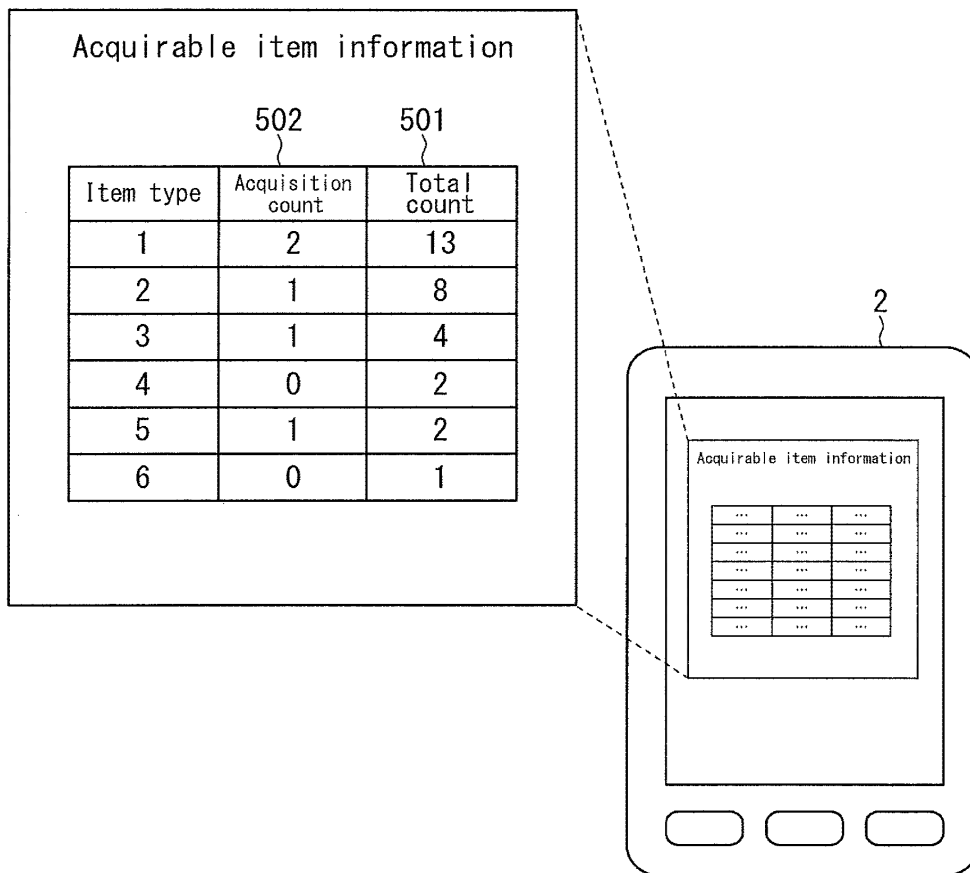 Acquirable item information
502 501
Item type Acquisition count Total count
1 2 13
2 1 8
3 1 4
4 0 2
5 1 2
6 0 1
2
Acquirable item information
... ... ...
... ... ...
... ... ...
... ... ...
... ... ...
... ... ...
... ... ...